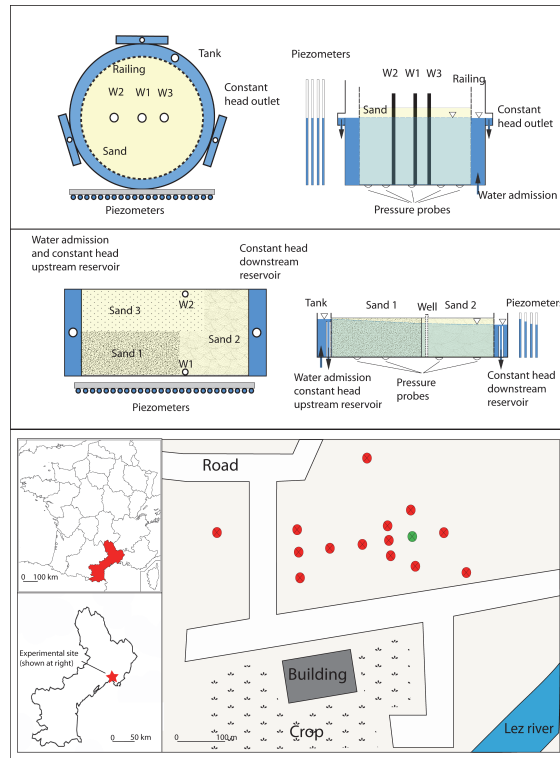 Tank
Railing
W2 W1 W3
Sand
Constant
head outlet
Piezometers
Piezometers
W2 W1 W3
Railing
Sand
Constant
head outlet
Water admission
Pressure probes
Water admission
and constant head
upstream reservoir
Constant head
downstream
reservoir
Sand 3
W2
Sand 2
Sand 1
W1
Piezometers
Tank
Sand 1
Well
Sand 2
Piezometers
Water admission
constant head
upstream reservoir
Pressure
probes
Constant head
downstream
reservoir
0 100 km
Experimental site
(shown at right)
0 50 km
Road
Building
Crop
Lez river
0 100 m